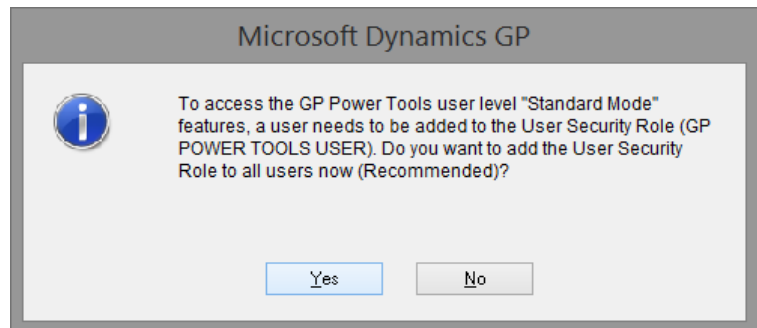 Microsoft Dynamics GP
To access the GP Power Tools user level "Standard Mode"
features, a user needs to be added to the User Security Role (GP
POWER TOOLS USER). Do you want to add the User Security
Role to all users now (Recommended)?
Yes No